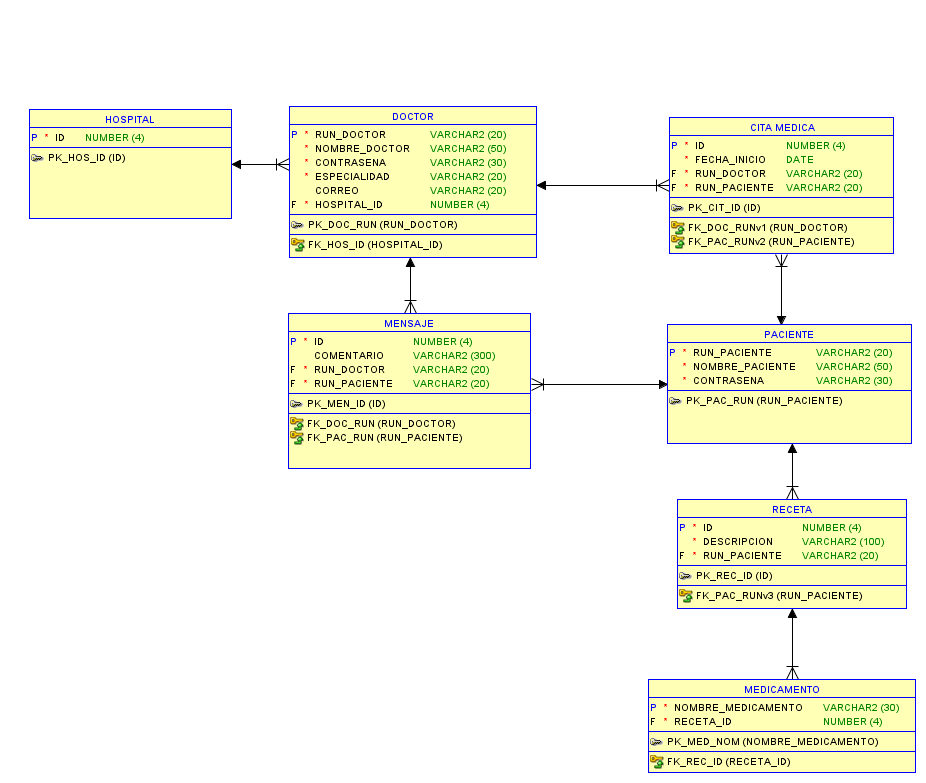 HOSPITAL
P * ID NUMBER (4)
PK_HOS_ID (ID)
DOCTOR
P * RUN_DOCTOR VARCHAR2 (20)
* NOMBRE_DOCTOR VARCHAR2 (50)
* CONTRASENA VARCHAR2 (30)
* ESPECIALIDAD VARCHAR2 (20)
CORREO VARCHAR2 (20)
F * HOSPITAL_ID NUMBER (4)
PK_DOC_RUN (RUN_DOCTOR)
FK_HOS_ID (HOSPITAL_ID)
CITA MEDICA
P * ID NUMBER (4)
* FECHA_INICIO DATE
F * RUN_DOCTOR VARCHAR2 (20)
F * RUN_PACIENTE VARCHAR2 (20)
PK_CIT_ID (ID)
FK_DOC_RUNv1 (RUN_DOCTOR)
FK_PAC_RUNv2 (RUN_PACIENTE)
MENSAJE
P * ID NUMBER (4)
COMENTARIO VARCHAR2 (300)
F * RUN_DOCTOR VARCHAR2 (20)
F * RUN_PACIENTE VARCHAR2 (20)
PK_MEN_ID (ID)
FK_DOC_RUN (RUN_DOCTOR)
FK_PAC_RUN (RUN_PACIENTE)
PACIENTE
P * RUN_PACIENTE VARCHAR2 (20)
* NOMBRE_PACIENTE VARCHAR2 (50)
* CONTRASENA VARCHAR2 (30)
PK_PAC_RUN (RUN_PACIENTE)
RECETA
P * ID NUMBER (4)
* DESCRIPCION VARCHAR2 (100)
F * RUN_PACIENTE VARCHAR2 (20)
PK_REC_ID (ID)
FK_PAC_RUNv3 (RUN_PACIENTE)
MEDICAMENTO
P * NOMBRE_MEDICAMENTO VARCHAR2 (30)
F * RECETA_ID NUMBER (4)
PK_MED_NOM (NOMBRE_MEDICAMENTO)
FK_REC_ID (RECETA_ID)